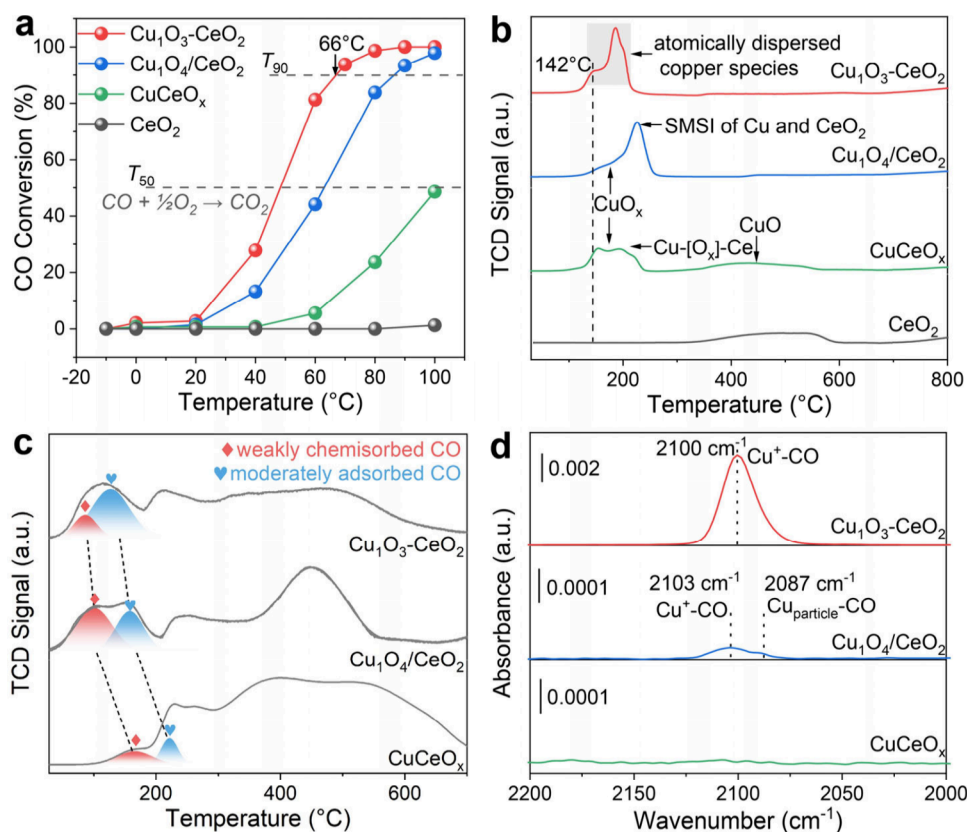 a
Cu₁O₃-CeO₂
Cu₁O₄/CeO₂
CuCeOₓ
CeO₂
66°C
T₉₀
T₅₀
CO + ½O₂ → CO₂
CO Conversion (%)
100
80
60
40
20
0
-20 0 20 40 60 80 100
Temperature (°C)
b
142°C
atomically dispersed
copper species
Cu₁O₃-CeO₂
SMSI of Cu and CeO₂
Cu₁O₄/CeO₂
CuOₓ
CuO
Cu-[Oₓ]-Ce
CuCeOₓ
CeO₂
TCD Signal (a.u.)
200 400 600 800
Temperature (°C)
c
♦ weakly chemisorbed CO
♥ moderately adsorbed CO
Cu₁O₃-CeO₂
Cu₁O₄/CeO₂
CuCeOₓ
TCD Signal (a.u.)
200 400 600
Temperature (°C)
d
0.002
2100 cm⁻¹
Cu⁺-CO
Cu₁O₃-CeO₂
0.0001
2103 cm⁻¹
Cu⁺-CO
2087 cm⁻¹
Cuparticle-CO
Cu₁O₄/CeO₂
0.0001
CuCeOₓ
Absorbance (a.u.)
2200 2150 2100 2050 2000
Wavenumber (cm⁻¹)